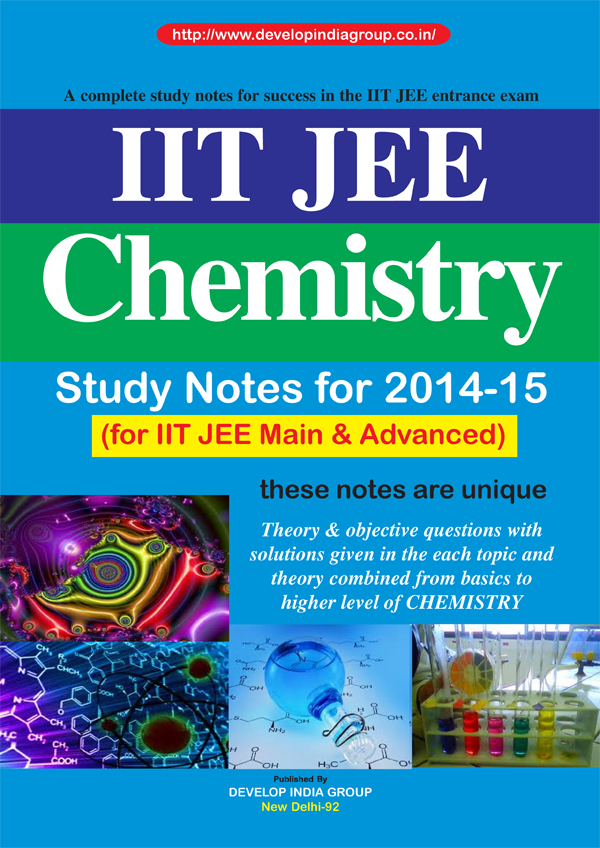 http://www.developindiagroup.co.in/
A complete study notes for success in the IIT JEE entrance exam
IIT JEE
Chemistry
Study Notes for 2014-15
(for IIT JEE Main & Advanced)
these notes are unique
Theory & objective questions with
solutions given in the each topic and
theory combined from basics to
higher level of CHEMISTRY
Published By
DEVELOP INDIA GROUP
New Delhi-92